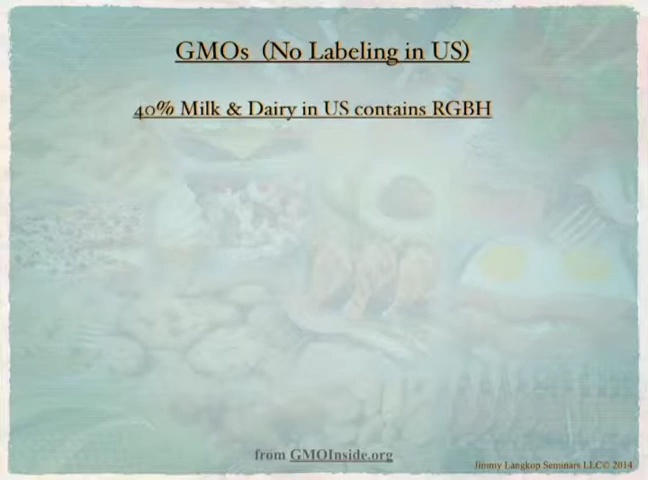 GMOs (No Labeling in US)
40% Milk & Dairy in US contains RGBH
from GMOInside.org
Jimmy Langkop Seminars LLC© 2014